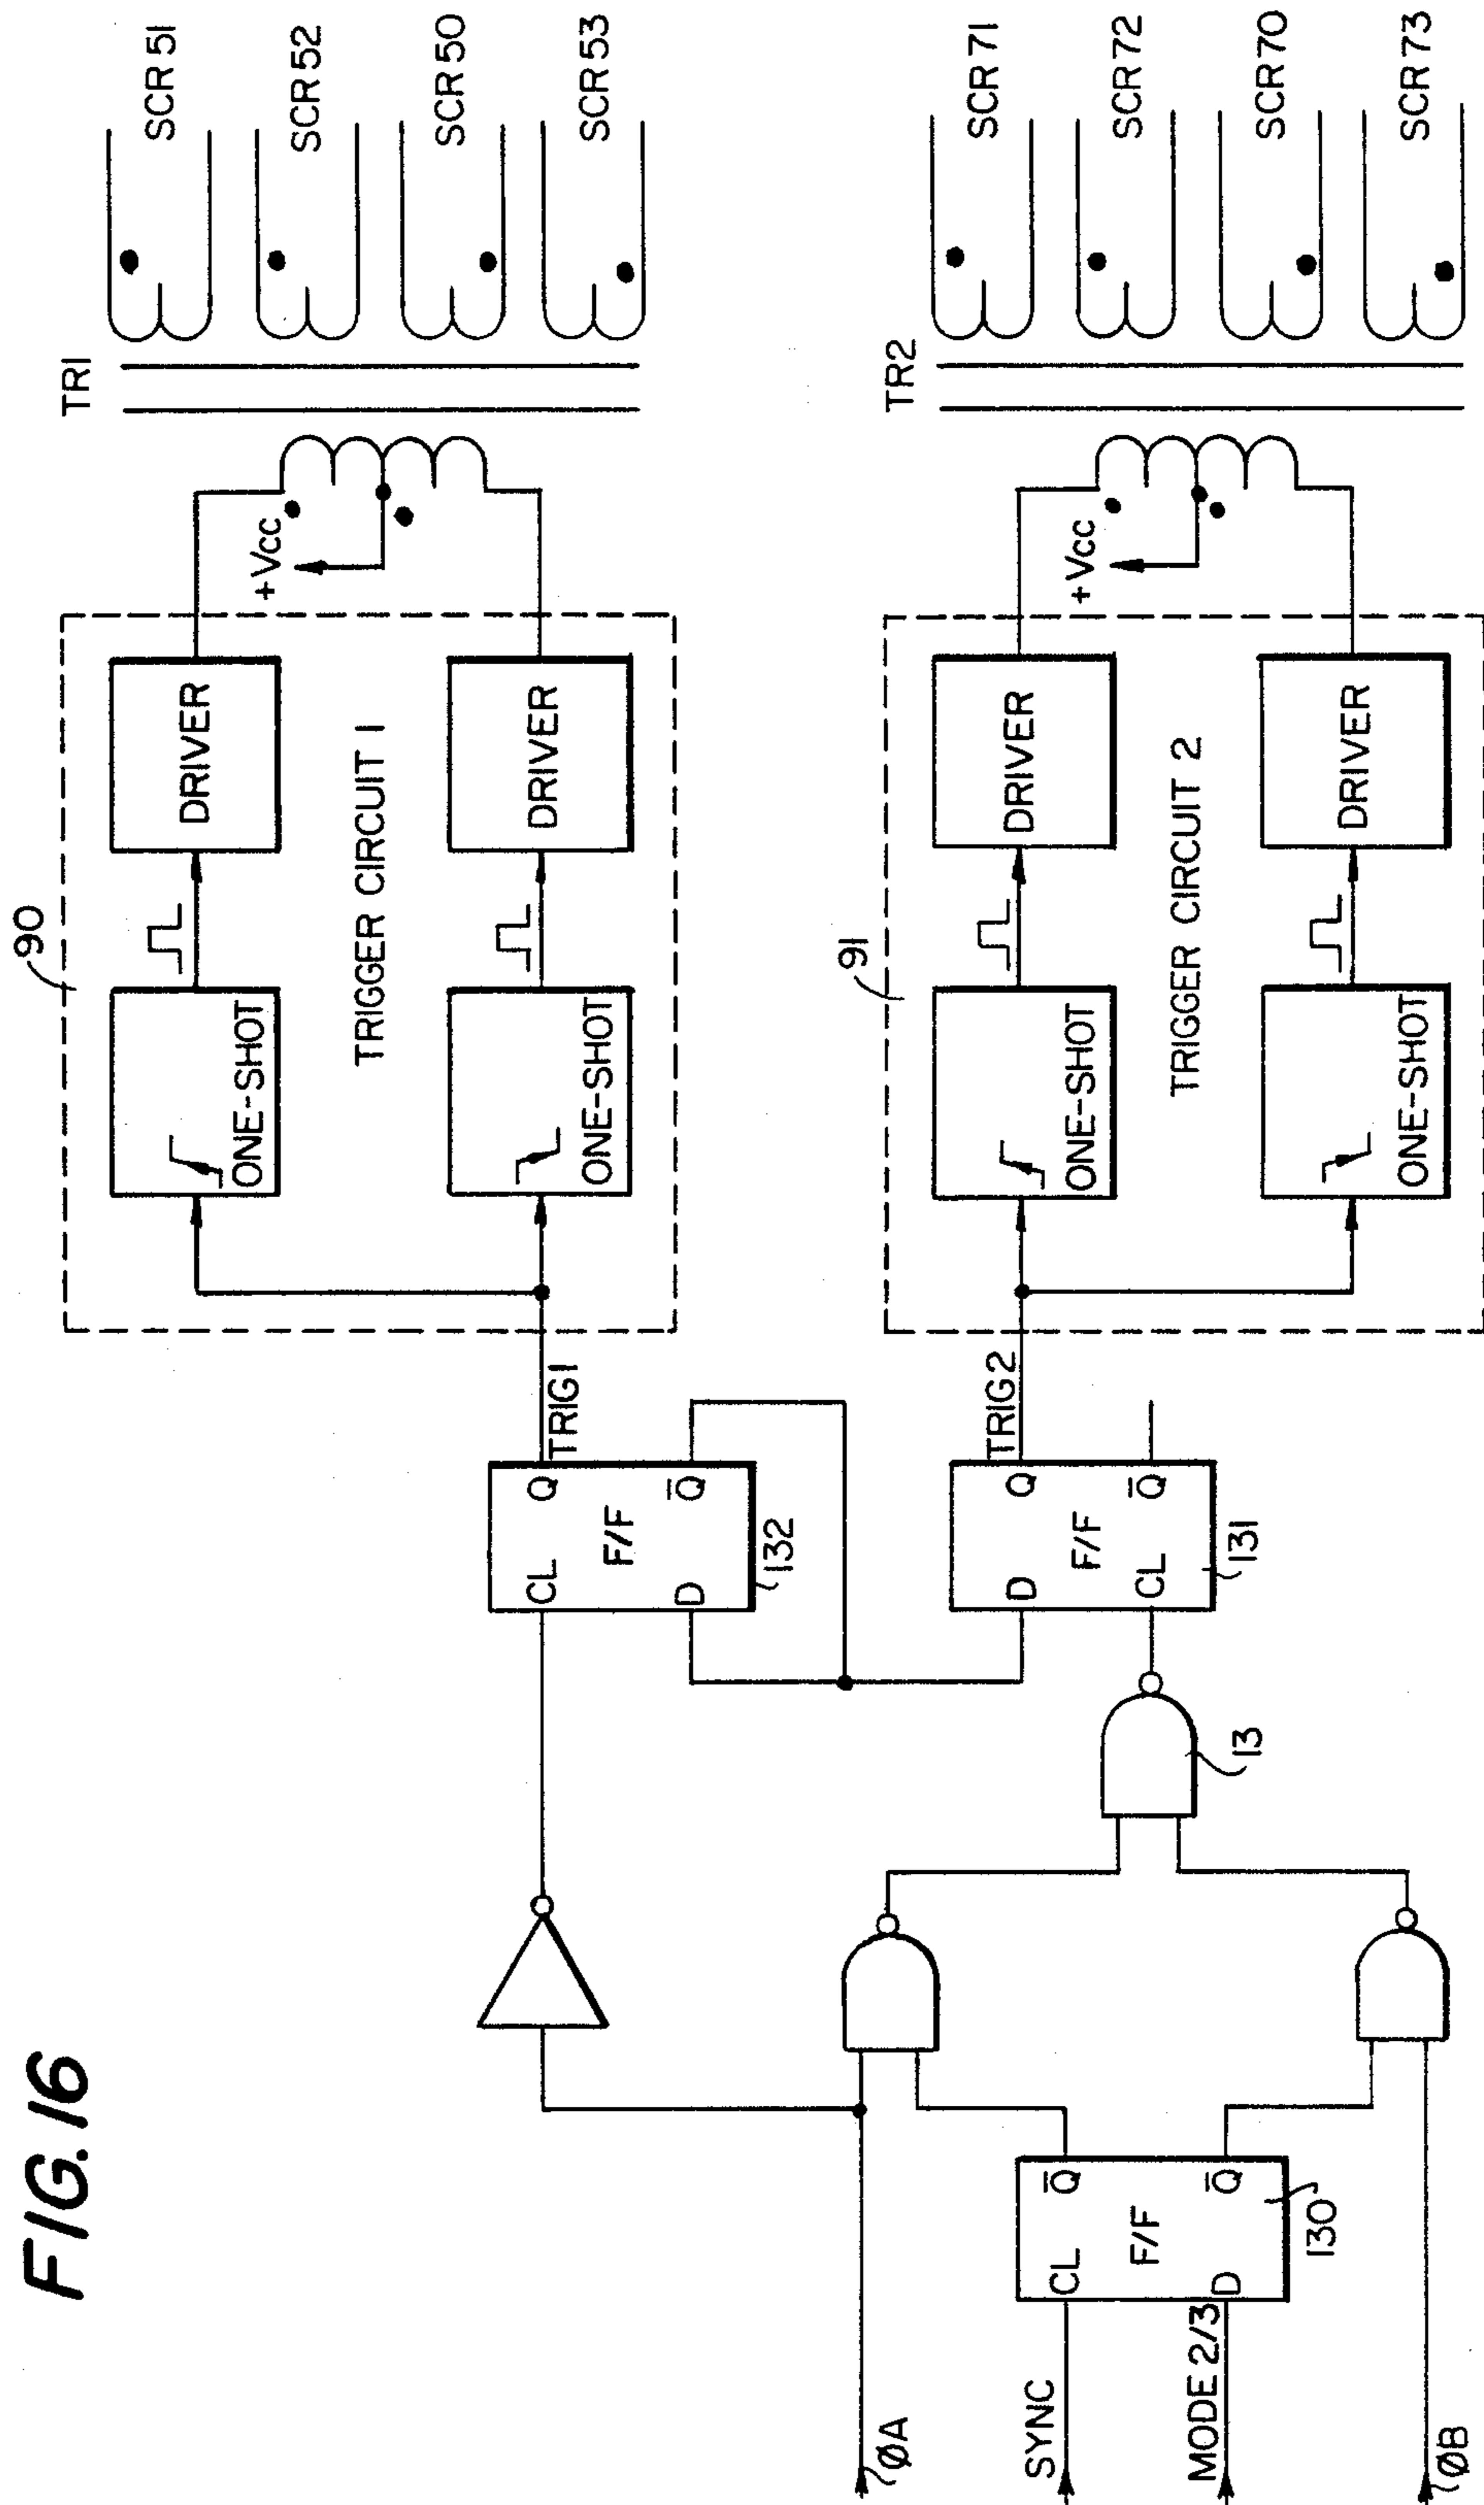 FIG. 16
ØA
SYNC
MODE 2/3
ØB
CL
Q̅
F/F
D
Q̅
130
13
CL
Q
F/F
D
Q̅
132
D
Q
F/F
CL
Q̅
131
TRIG1
TRIG2
90
ONE-SHOT
DRIVER
TRIGGER CIRCUIT 1
ONE-SHOT
DRIVER
91
ONE-SHOT
DRIVER
TRIGGER CIRCUIT 2
ONE-SHOT
DRIVER
+Vcc
+Vcc
TR1
TR2
SCR 51
SCR 52
SCR 50
SCR 53
SCR 71
SCR 72
SCR 70
SCR 73